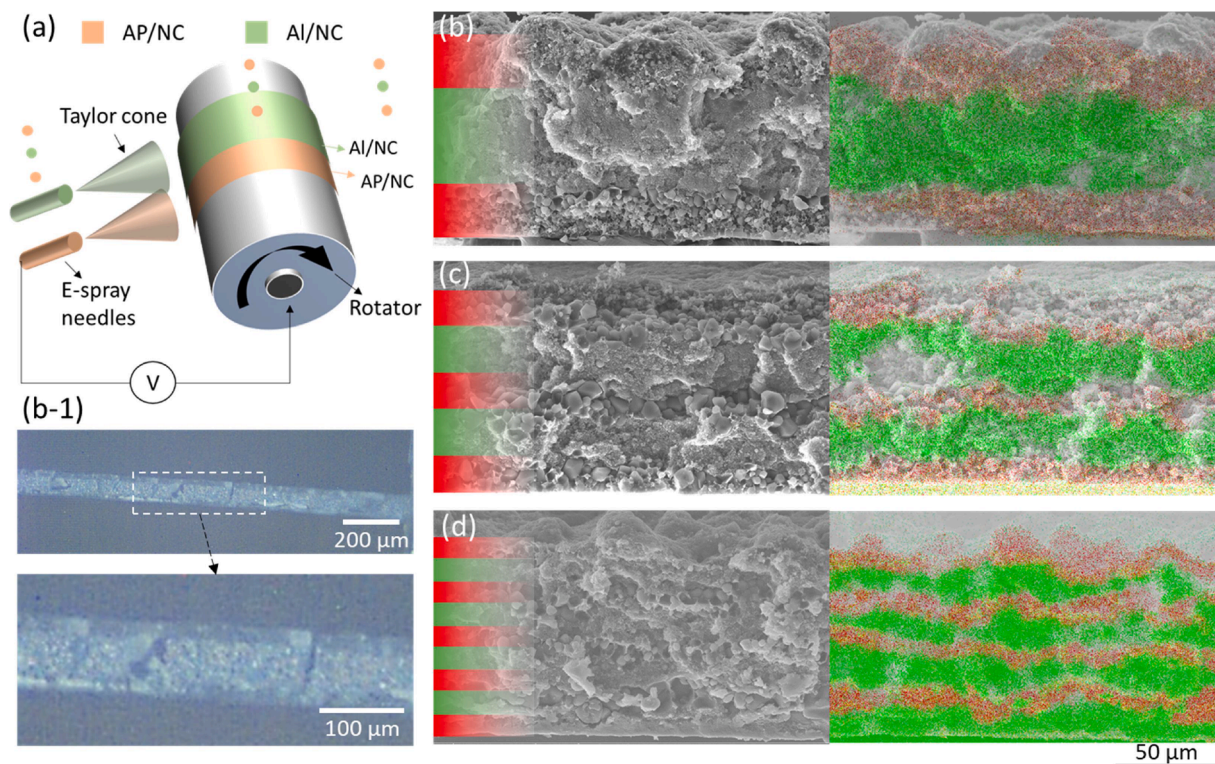 (a)
AP/NC
Al/NC
Taylor cone
Al/NC
AP/NC
E-spray
needles
Rotator
V
(b-1)
200 µm
100 µm
(b)
(c)
(d)
50 µm